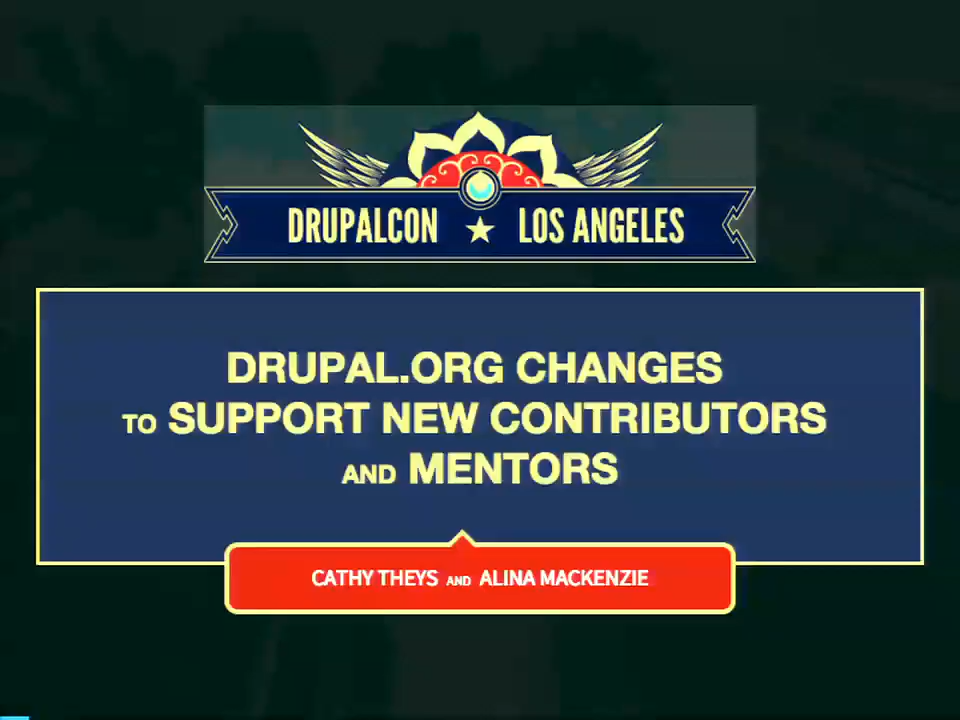 DRUPALCON ★ LOS ANGELES
DRUPAL.ORG CHANGES
TO SUPPORT NEW CONTRIBUTORS
AND MENTORS
CATHY THEYS AND ALINA MACKENZIE